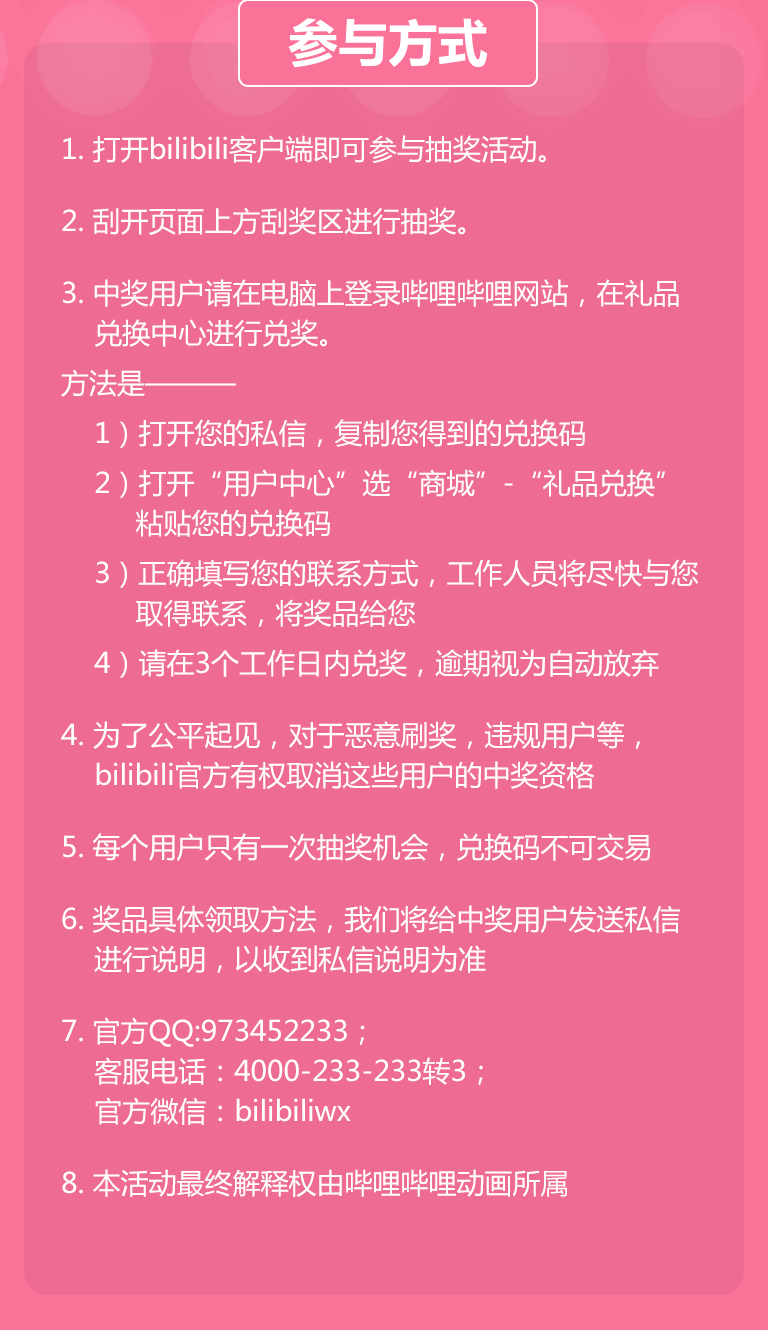 参与方式
1. 打开bilibili客户端即可参与抽奖活动。
2. 刮开页面上方刮奖区进行抽奖。
3. 中奖用户请在电脑上登录哔哩哔哩网站，在礼品
兑换中心进行兑奖。
方法是———
1）打开您的私信，复制您得到的兑换码
2）打开“用户中心”选“商城”-“礼品兑换”
粘贴您的兑换码
3）正确填写您的联系方式，工作人员将尽快与您
取得联系，将奖品给您
4）请在3个工作日内兑奖，逾期视为自动放弃
4. 为了公平起见，对于恶意刷奖，违规用户等，
bilibili官方有权取消这些用户的中奖资格
5. 每个用户只有一次抽奖机会，兑换码不可交易
6. 奖品具体领取方法，我们将给中奖用户发送私信
进行说明，以收到私信说明为准
7. 官方QQ:973452233；
客服电话：4000-233-233转3；
官方微信：bilibiliwx
8. 本活动最终解释权由哔哩哔哩动画所属